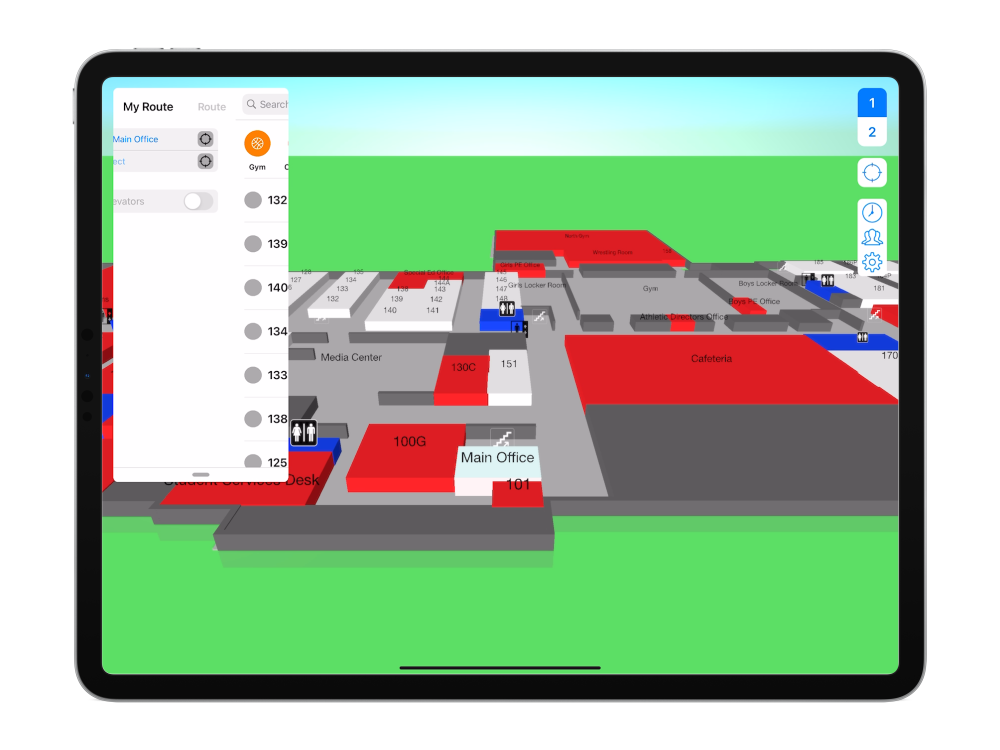 My Route
Route
Search
Main Office
ect
evators
Gym
C
132
139
140
134
133
138
125
1
2
Wrestling Room
Girls PE Office
Girls Locker Room
Gym
Boys Locker Room
Boys PE Office
Athletic Directors Office
185
183
181
170
126
127
6
135
134
133
132
Special Ed Office
144A
138
143
139
142
140
141
145
146
147
148
Media Center
130C
151
Cafeteria
100G
Main Office
101
Student Services Desk